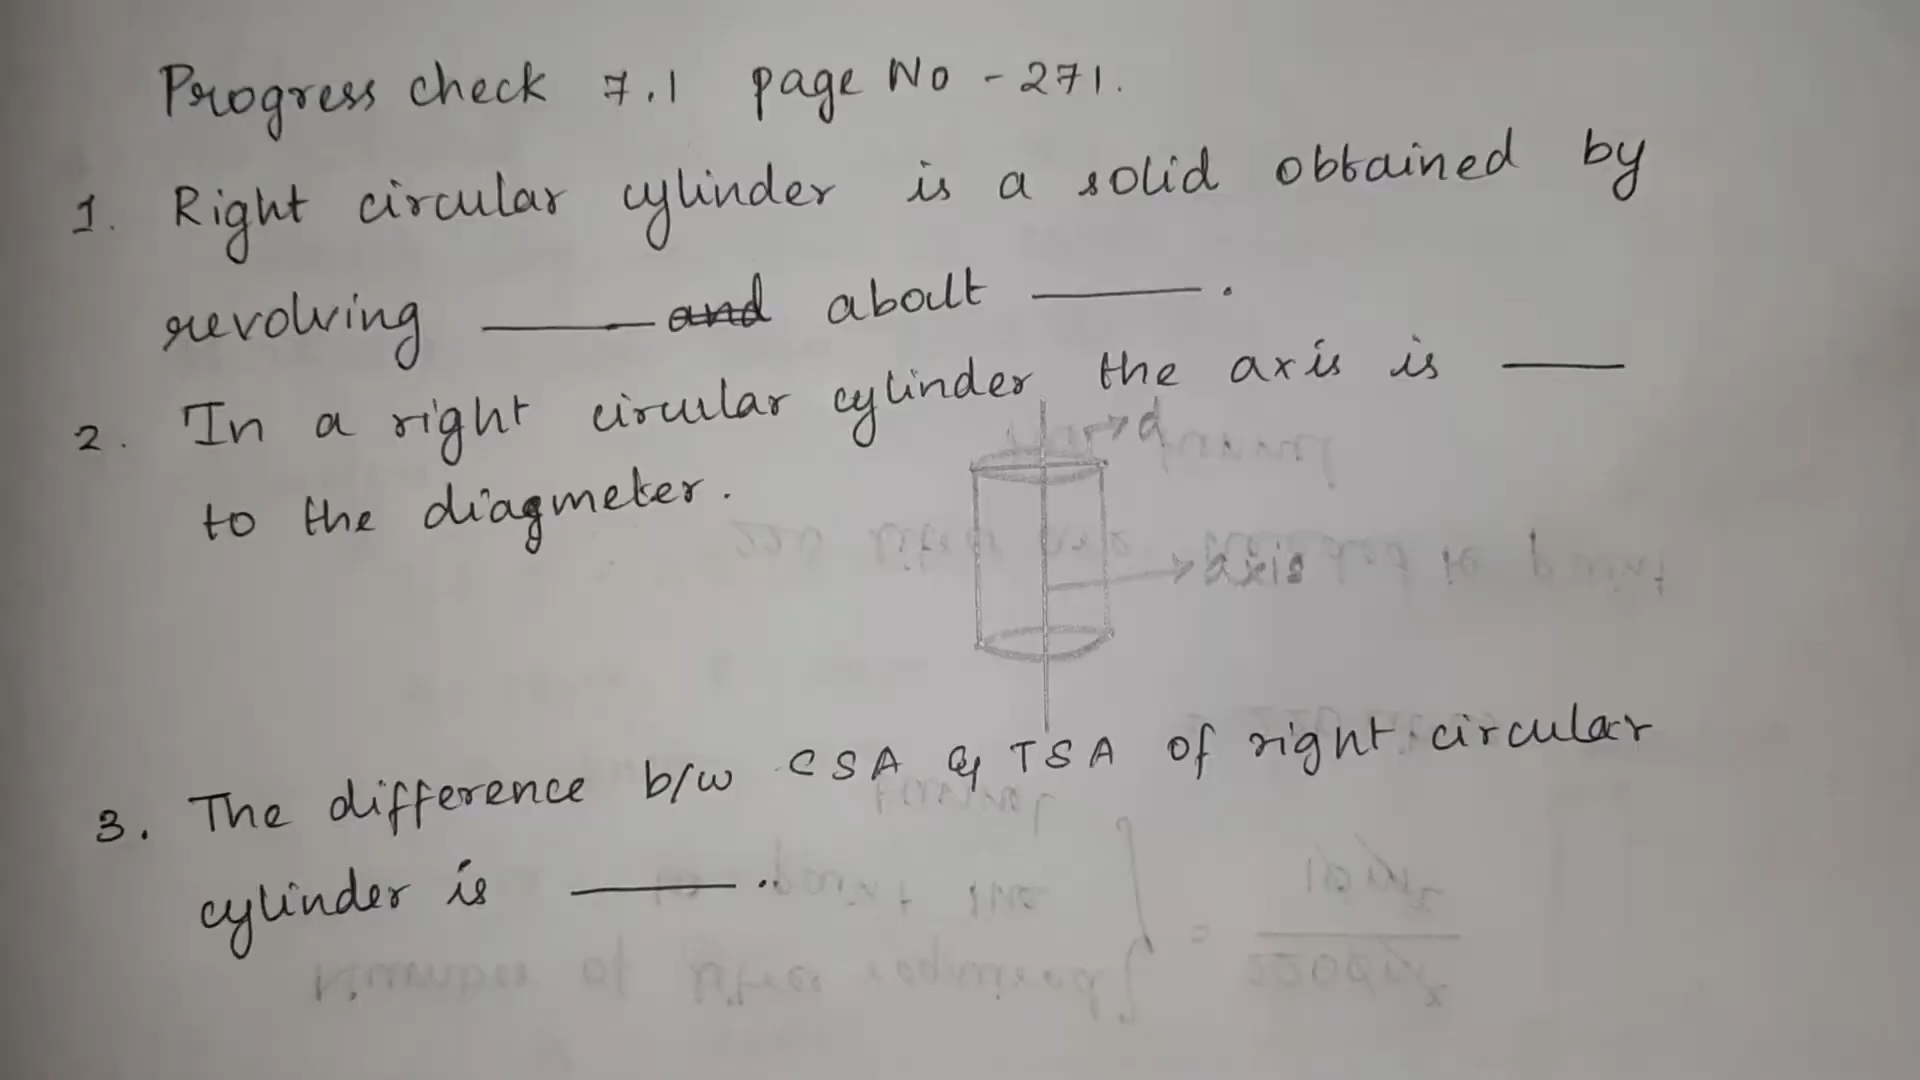 Progress check 7.1 page No - 271.
1. Right circular cylinder is a solid obtained by
revolving ______ and about ______.
2. In a right circular cylinder the axis is ____
to the diagmeter.
d
axis
3. The difference b/w CSA & TSA of right circular
cylinder is ______.